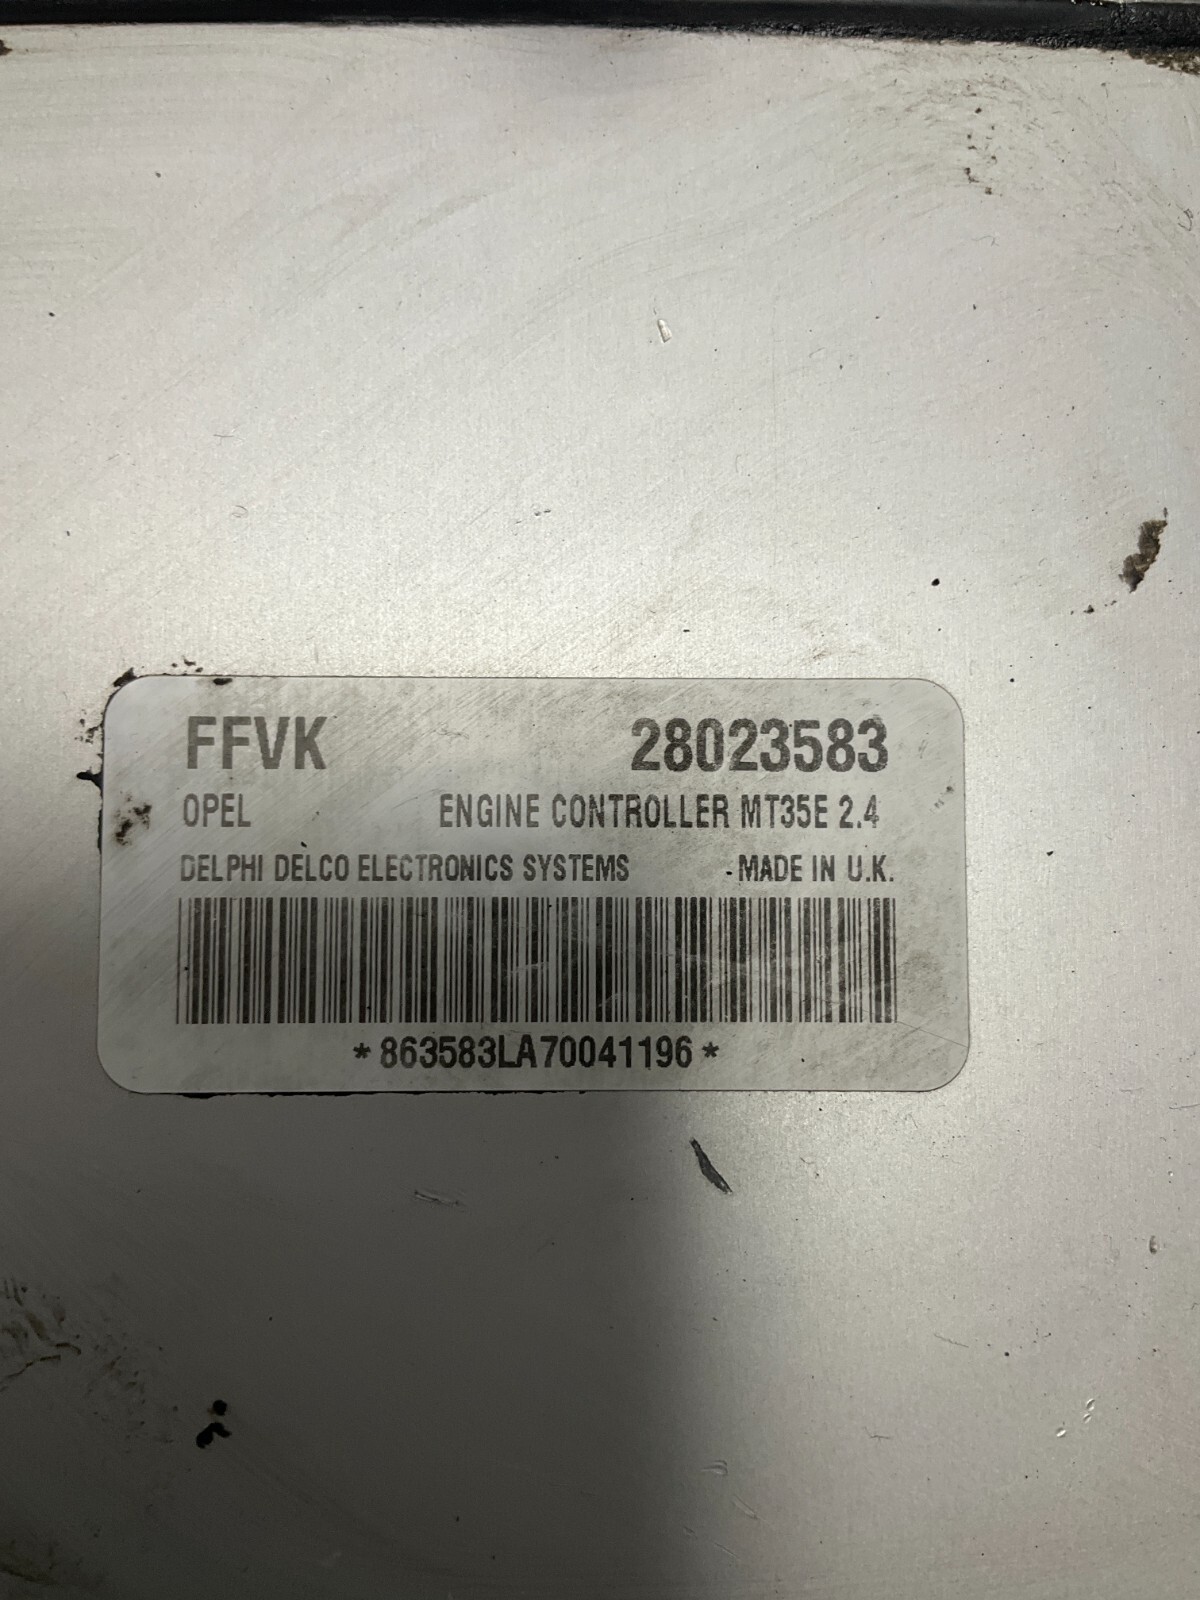 FFVK 28023583
OPEL ENGINE CONTROLLER MT35E 2.4
DELPHI DELCO ELECTRONICS SYSTEMS - MADE IN U.K.
*863583LA70041196*